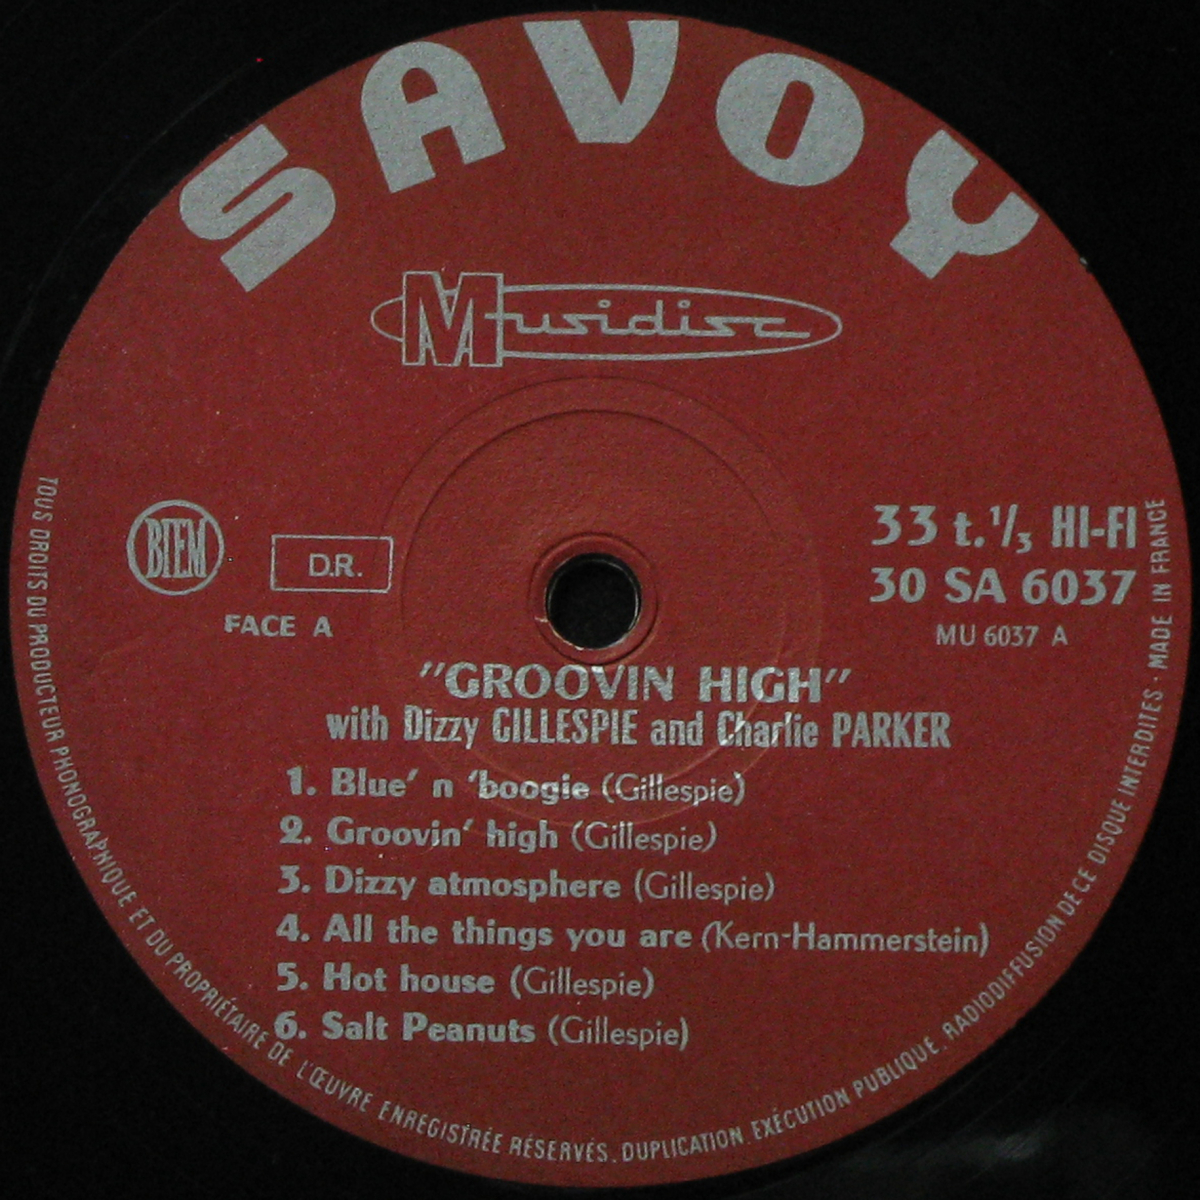 SAVOY
Musidisc
BIEM
D.R.
FACE A
33 t. 1/3 HI-FI
30 SA 6037
MU 6037 A
"GROOVIN HIGH"
with Dizzy GILLESPIE and Charlie PARKER
1. Blue' n 'boogie (Gillespie)
2. Groovin' high (Gillespie)
3. Dizzy atmosphere (Gillespie)
4. All the things you are (Kern-Hammerstein)
5. Hot house (Gillespie)
6. Salt Peanuts (Gillespie)
TOUS DROITS DU PRODUCTEUR PHONOGRAPHIQUE ET DU PROPRIÉTAIRE DE L'ŒUVRE ENREGISTRÉE RÉSERVÉS. DUPLICATION. EXÉCUTION PUBLIQUE. RADIODIFFUSION DE CE DISQUE INTERDITES · MADE IN FRANCE